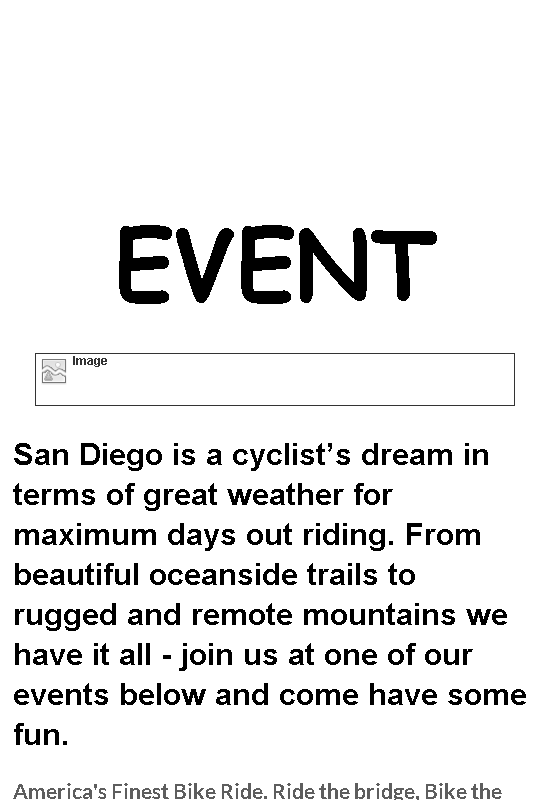 EVENT
Image
San Diego is a cyclist’s dream in
terms of great weather for
maximum days out riding. From
beautiful oceanside trails to
rugged and remote mountains we
have it all - join us at one of our
events below and come have some
fun.
America's Finest Bike Ride. Ride the bridge, Bike the